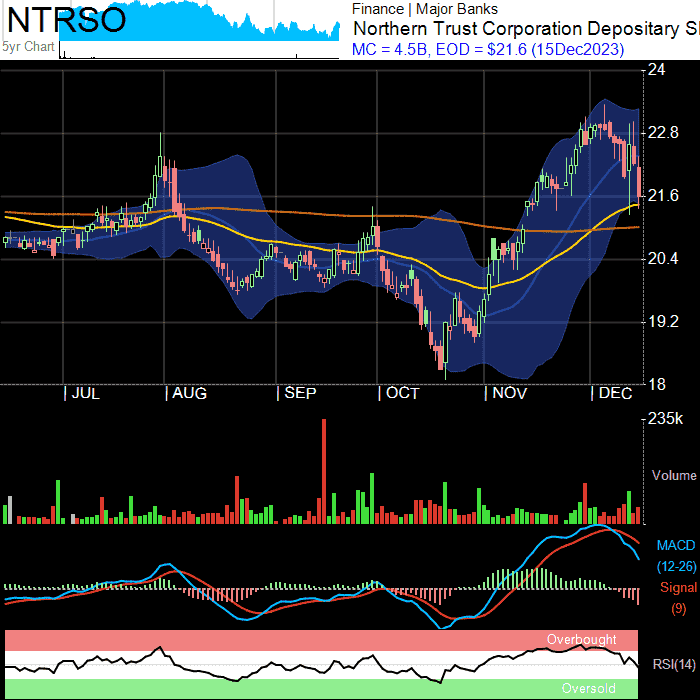 NTRSO
5yr Chart
Finance | Major Banks
Northern Trust Corporation Depositary S
MC = 4.5B, EOD = $21.6 (15Dec2023)
24
22.8
21.6
20.4
19.2
18
| JUL | AUG | SEP | OCT | NOV | DEC
235k
Volume
MACD
(12-26)
Signal
(9)
Overbought
RSI(14)
Oversold